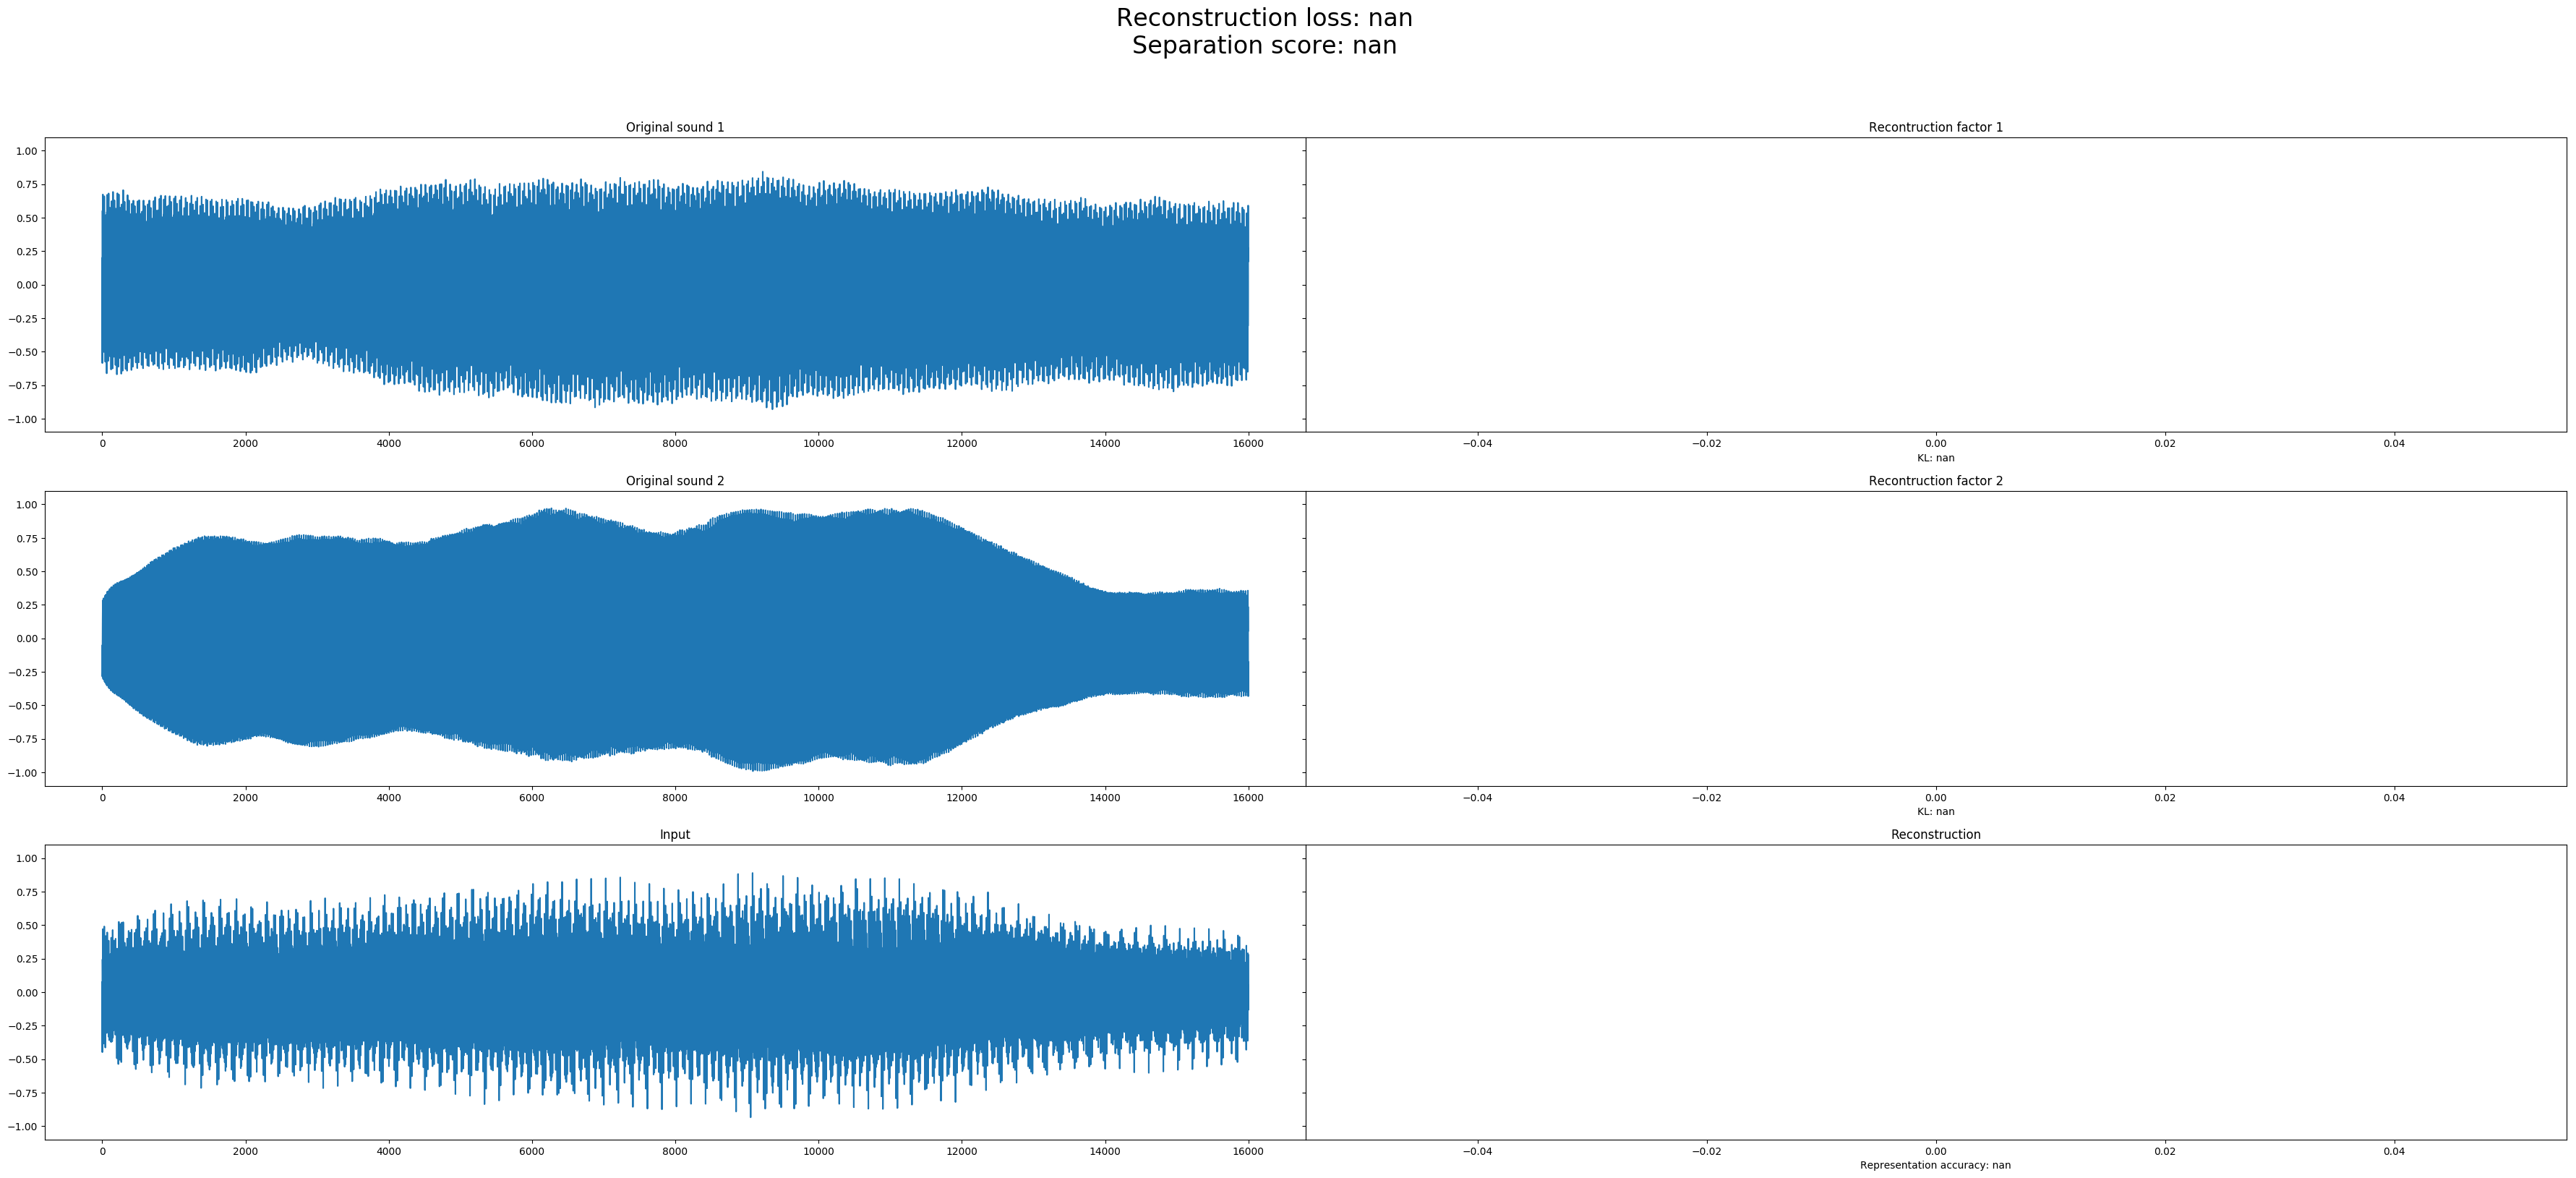 Reconstruction loss: nan
Separation score: nan
Original sound 1
Recontruction factor 1
1.00
0.75
0.50
0.25
0.00
−0.25
−0.50
−0.75
−1.00
0 2000 4000 6000 8000 10000 12000 14000 16000
−0.04 −0.02 0.00 0.02 0.04
KL: nan
Original sound 2
Recontruction factor 2
1.00
0.75
0.50
0.25
0.00
−0.25
−0.50
−0.75
−1.00
0 2000 4000 6000 8000 10000 12000 14000 16000
−0.04 −0.02 0.00 0.02 0.04
KL: nan
Input
Reconstruction
1.00
0.75
0.50
0.25
0.00
−0.25
−0.50
−0.75
−1.00
0 2000 4000 6000 8000 10000 12000 14000 16000
−0.04 −0.02 0.00 0.02 0.04
Representation accuracy: nan